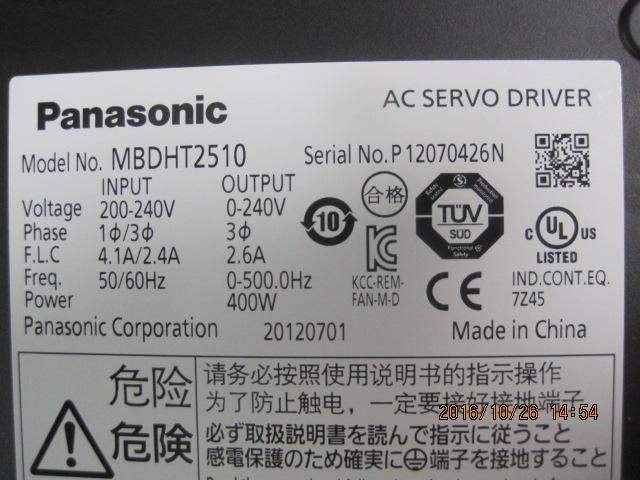 Panasonic AC SERVO DRIVER
Model No. MBDHT2510 Serial No. P12070426N
INPUT OUTPUT
Voltage 200-240V 0-240V
Phase 1ϕ/3ϕ 3ϕ
F.L.C 4.1A/2.4A 2.6A
Freq. 50/60Hz 0-500.0Hz
Power 400W
10
合格
KCC-REM-
FAN-M-D
TÜV
SUD
Functional Safety
CE
C UL US
LISTED
IND.CONT.EQ.
7Z45
Panasonic Corporation 20120701 Made in China
危险
请务必按照使用说明书的指示操作
为了防止触电，一定要接好接地端子
2016/10/26 14:54
危険
必ず取扱説明書を読んで指示に従うこと
感電保護のため確実に⏚端子を接地すること